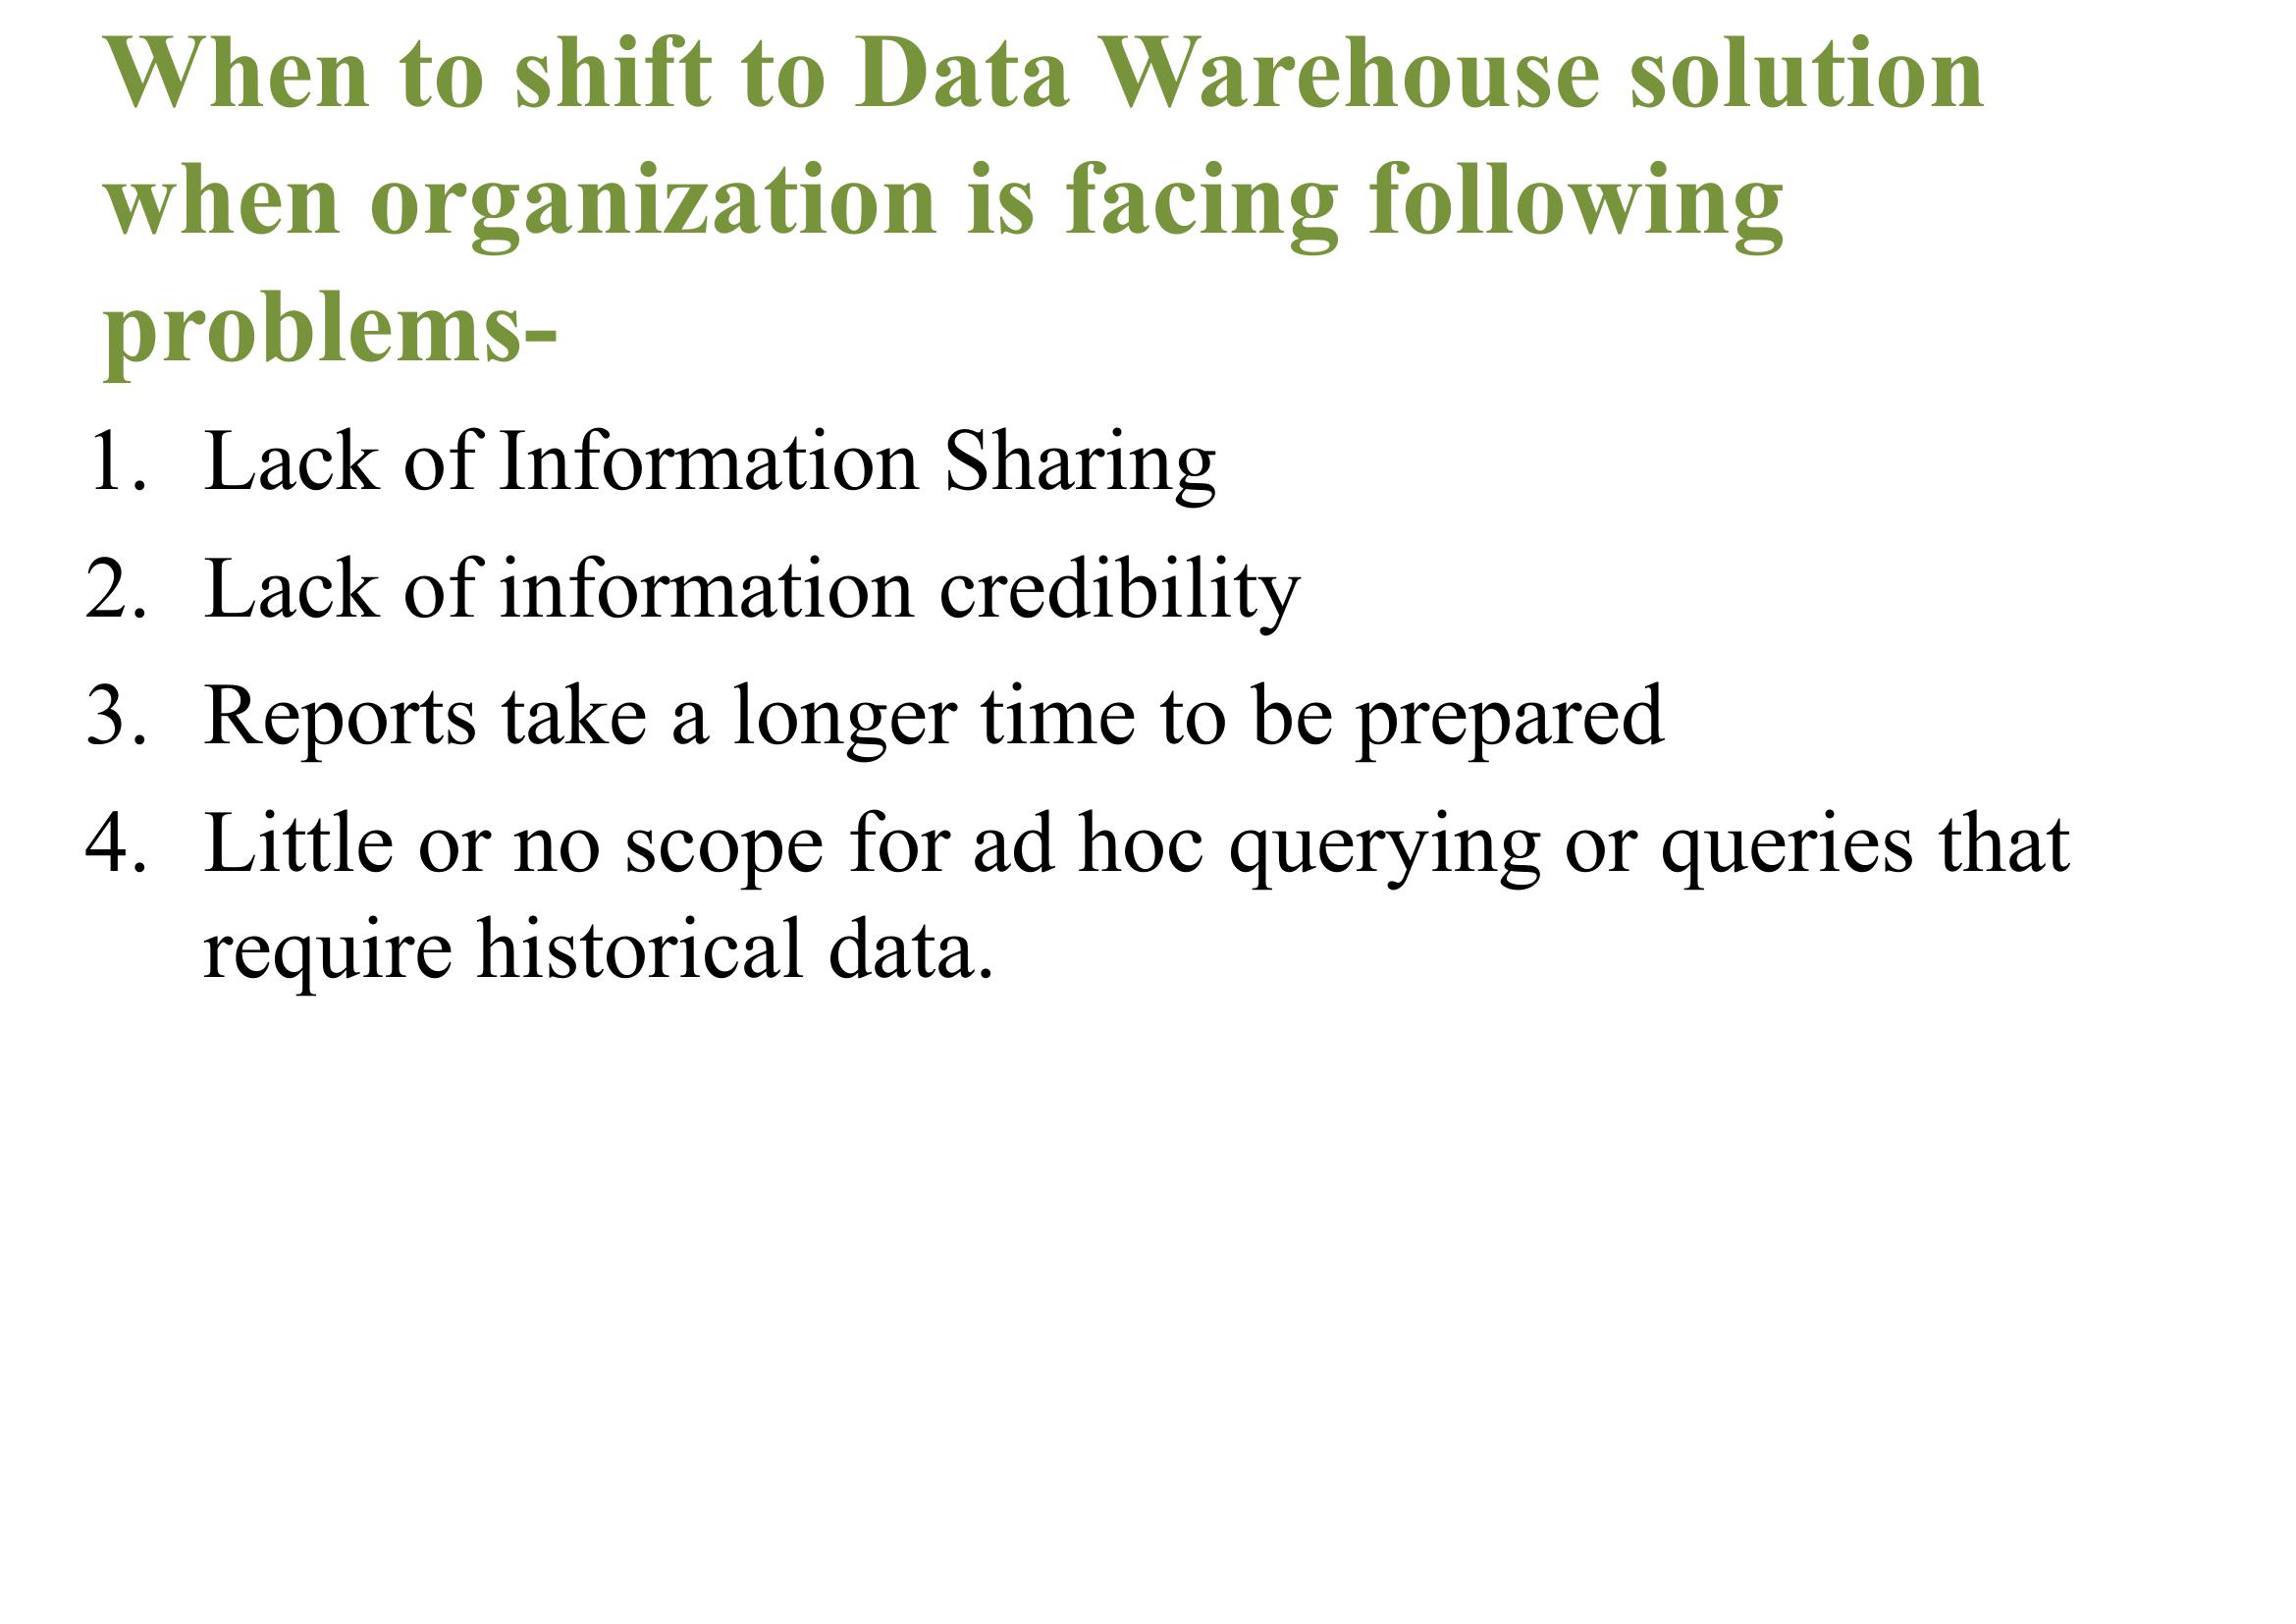 When to shift to Data Warehouse solution
when organization is facing following
problems-
1. Lack of Information Sharing
2. Lack of information credibility
3. Reports take a longer time to be prepared
4. Little or no scope for ad hoc querying or queries that
require historical data.